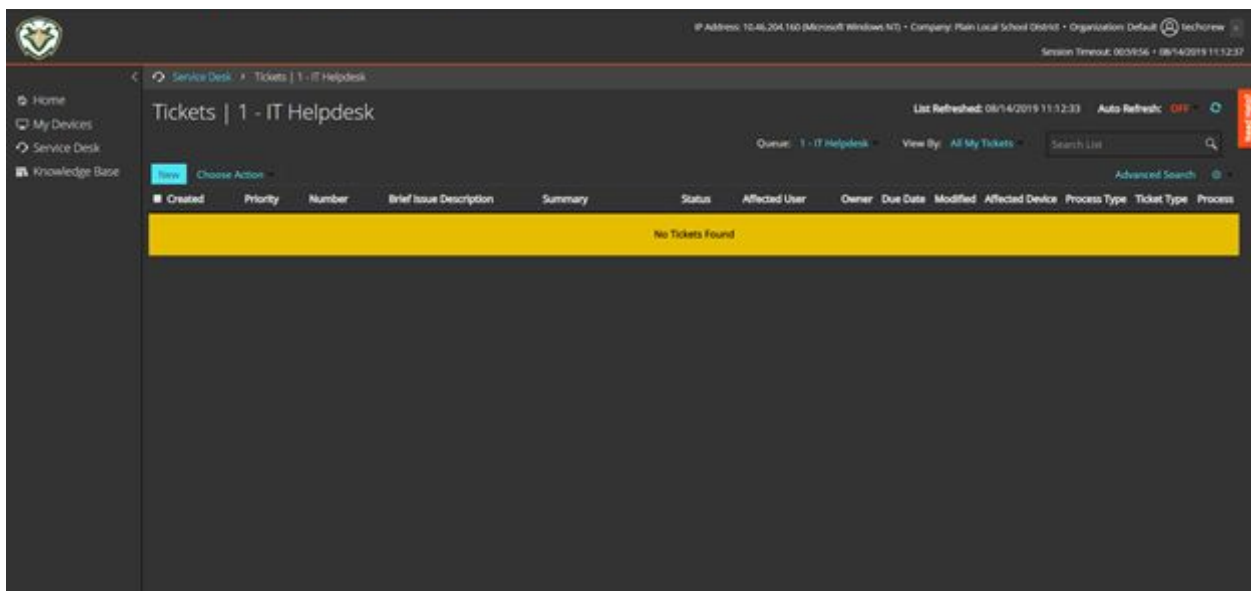 IP Address: 10.46.204.160 (Microsoft Windows NT) • Company: Plain Local School District • Organization: Default techcrew
Session Timeout: 00:59:56 • 08/14/2019 11:12:37
Service Desk Tickets | 1 - IT Helpdesk
Home
My Devices
Service Desk
Knowledge Base
Tickets | 1 - IT Helpdesk
List Refreshed: 08/14/2019 11:12:33 Auto Refresh: OFF
Queue: 1 - IT Helpdesk View By: All My Tickets Search List
New Choose Action Advanced Search
Created Priority Number Brief Issue Description Summary Status Affected User Owner Due Date Modified Affected Device Process Type Ticket Type Process
No Tickets Found